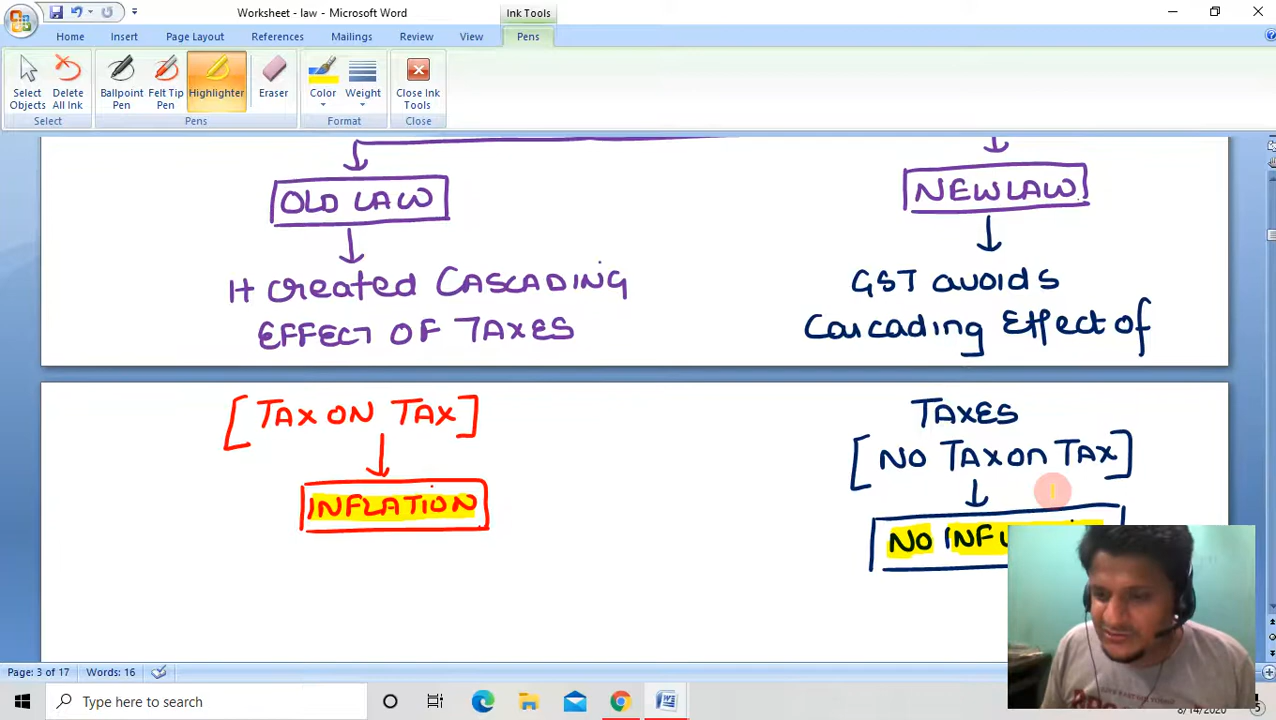 Worksheet - law - Microsoft Word
Ink Tools
Home Insert Page Layout References Mailings Review View Pens
Select Objects
Delete All Ink
Ballpoint Pen
Felt Tip Pen
Highlighter
Eraser
Color
Weight
Close Ink Tools
Select
Pens
Format
Close
OLD LAW
It created CASCADING
EFFECT OF TAXES
[TAX ON TAX]
INFLATION
NEW LAW
GST avoids
Cascading Effect of
TAXES
[NO TAX ON TAX]
NO
Page: 3 of 17
Words: 16
Type here to search
8/14/2020